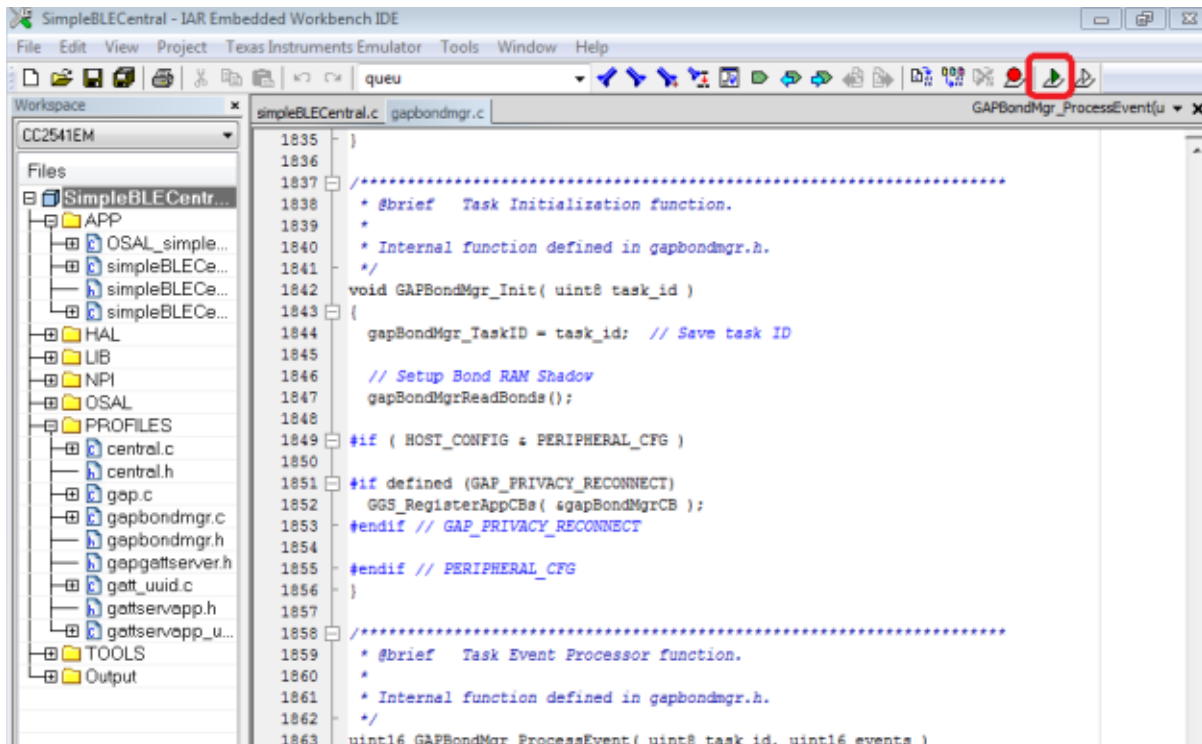 SimpleBLECentral - IAR Embedded Workbench IDE
File Edit View Project Texas Instruments Emulator Tools Window Help
queu
Workspace
simpleBLECentral.c gapbondmgr.c
GAPBondMgr_ProcessEvent(u
CC2541EM
Files
SimpleBLECentr...
APP
OSAL_simple...
simpleBLECe...
simpleBLECe...
simpleBLECe...
HAL
LIB
NPI
OSAL
PROFILES
central.c
central.h
gap.c
gapbondmgr.c
gapbondmgr.h
gapgattserver.h
gatt_uuid.c
gattservapp.h
gattservapp_u...
TOOLS
Output
1835 }
1836
1837 /*********************************************************************
1838 * @brief Task Initialization function.
1839 *
1840 * Internal function defined in gapbondmgr.h.
1841 */
1842 void GAPBondMgr_Init( uint8 task_id )
1843 {
1844 gapBondMgr_TaskID = task_id; // Save task ID
1845
1846 // Setup Bond RAM Shadow
1847 gapBondMgrReadBonds();
1848
1849 #if ( HOST_CONFIG & PERIPHERAL_CFG )
1850
1851 #if defined (GAP_PRIVACY_RECONNECT)
1852 GGS_RegisterAppCBs( &gapBondMgrCB );
1853 #endif // GAP_PRIVACY_RECONNECT
1854
1855 #endif // PERIPHERAL_CFG
1856 }
1857
1858 /*********************************************************************
1859 * @brief Task Event Processor function.
1860 *
1861 * Internal function defined in gapbondmgr.h.
1862 */
1863 uint16 GAPBondMgr_ProcessEvent( uint8 task_id, uint16 events )